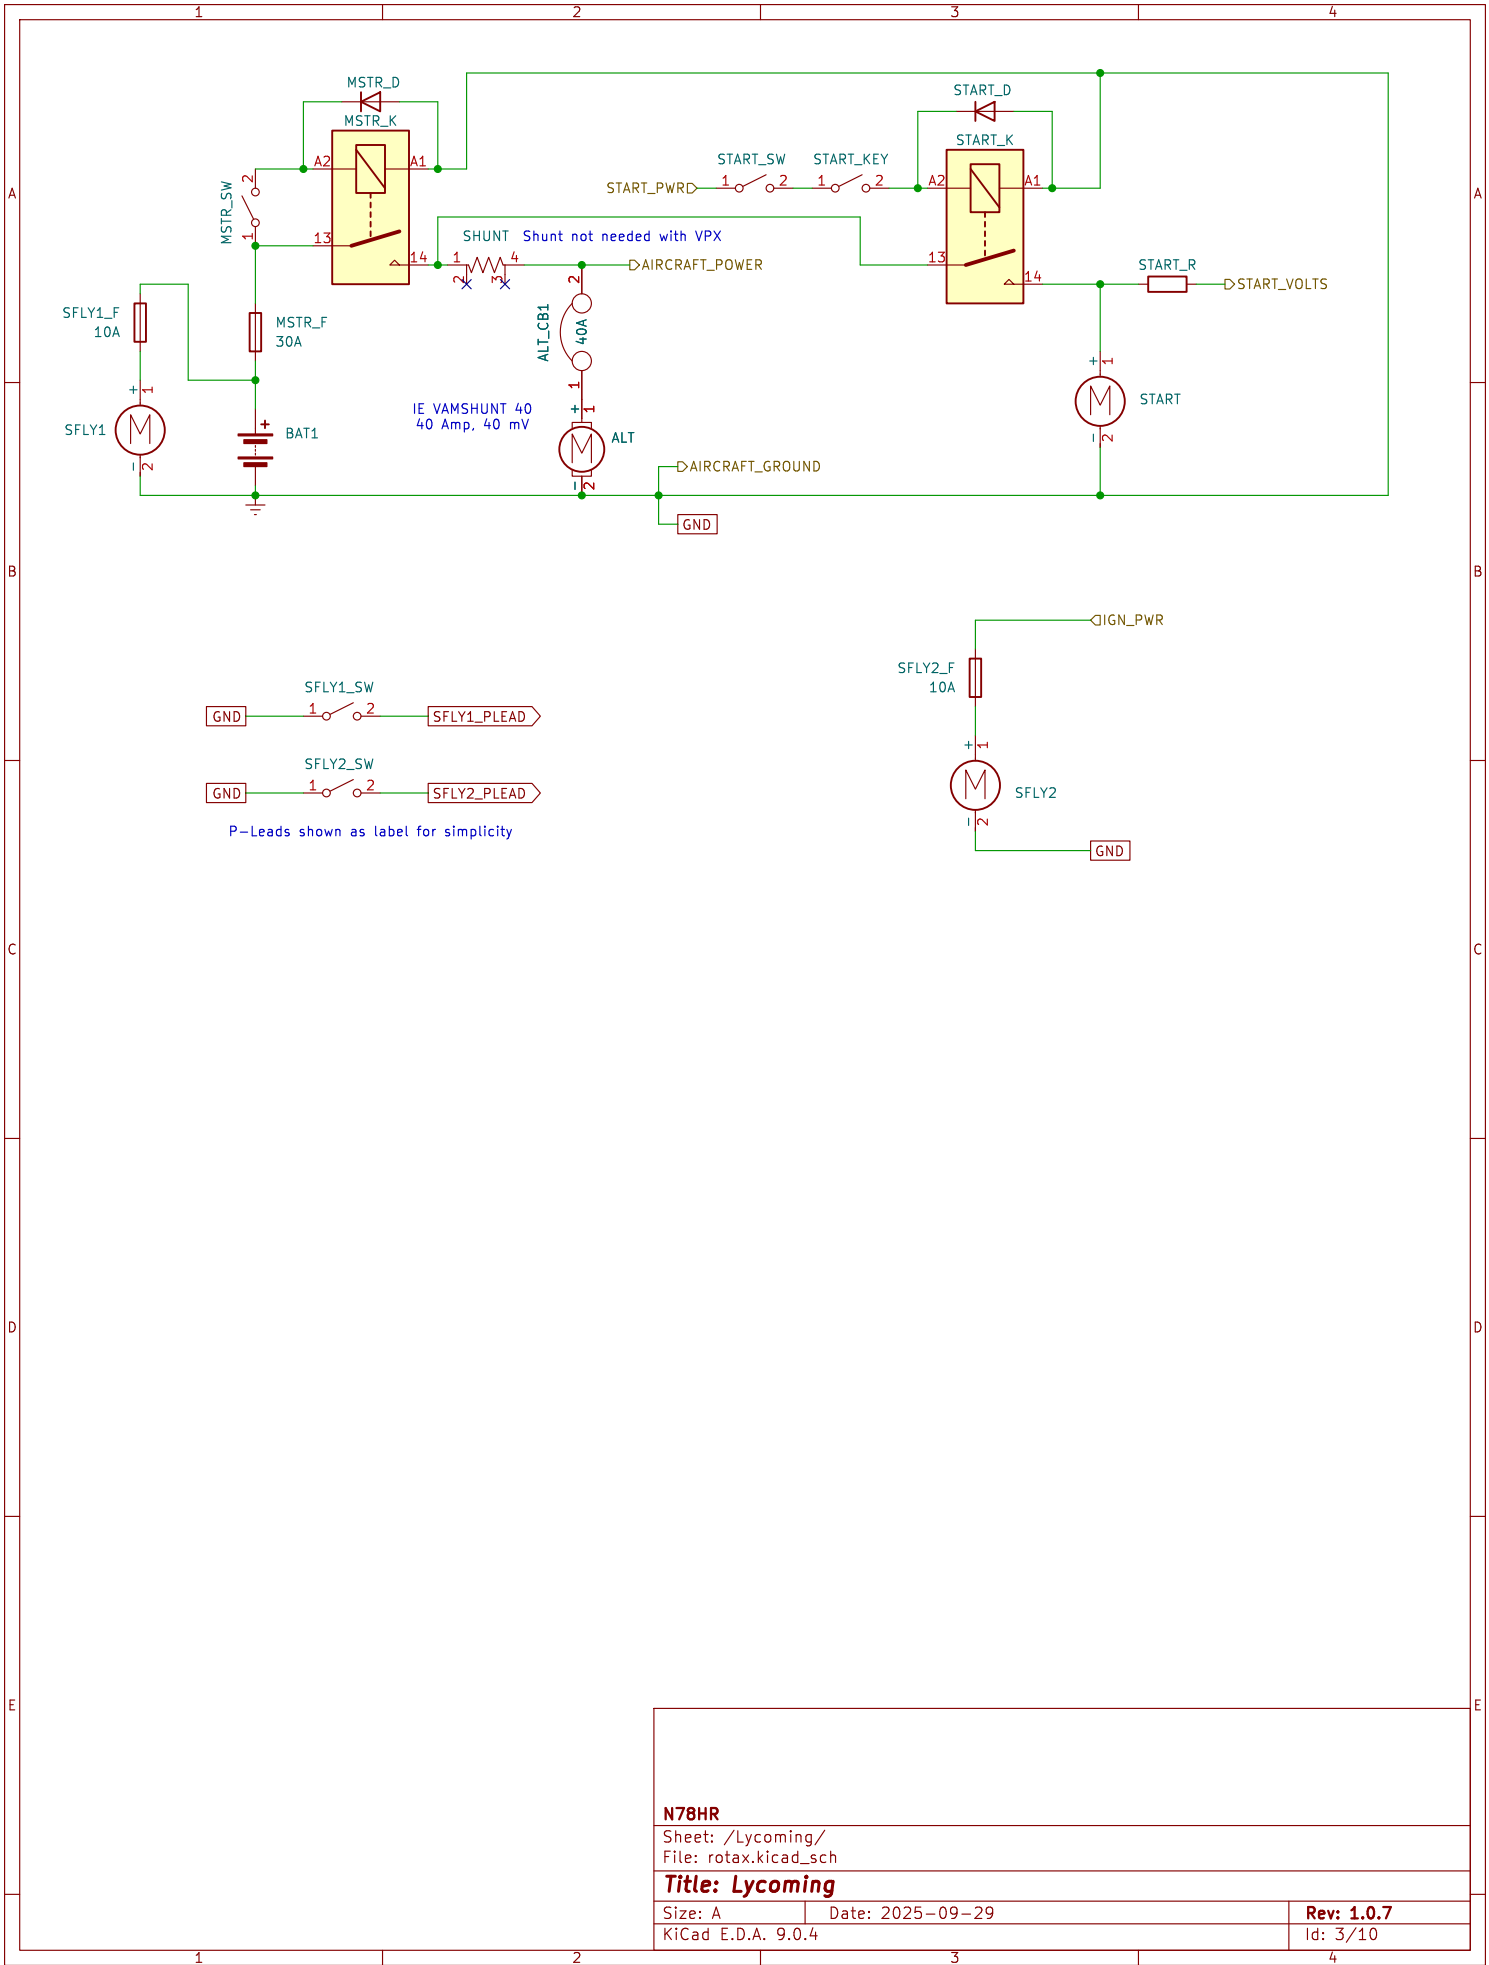 1 2 3 4
MSTR_D
MSTR_K
A2 A1
13
14
2
MSTR_SW
1
START_D
START_K
A2 A1
13
14
START_PWR
START_SW
1 2
START_KEY
1 2
SHUNT
Shunt not needed with VPX
1 4
2 3
AIRCRAFT_POWER
START_R
START_VOLTS
SFLY1_F
10A
MSTR_F
30A
2
ALT_CB1
40A
1
+ 1
M
SFLY1
- 2
+
BAT1
IE VAMSHUNT 40
40 Amp, 40 mV
+ 1
M
ALT
- 2
+ 1
M
START
- 2
AIRCRAFT_GROUND
GND
IGN_PWR
SFLY2_F
10A
SFLY1_SW
GND 1 2 SFLY1_PLEAD
SFLY2_SW
GND 1 2 SFLY2_PLEAD
P-Leads shown as label for simplicity
+ 1
M
SFLY2
- 2
GND
A A
B B
C C
D D
E E
N78HR
Sheet: /Lycoming/
File: rotax.kicad_sch
Title: Lycoming
Size: A Date: 2025-09-29 Rev: 1.0.7
KiCad E.D.A. 9.0.4 Id: 3/10
1 2 3 4